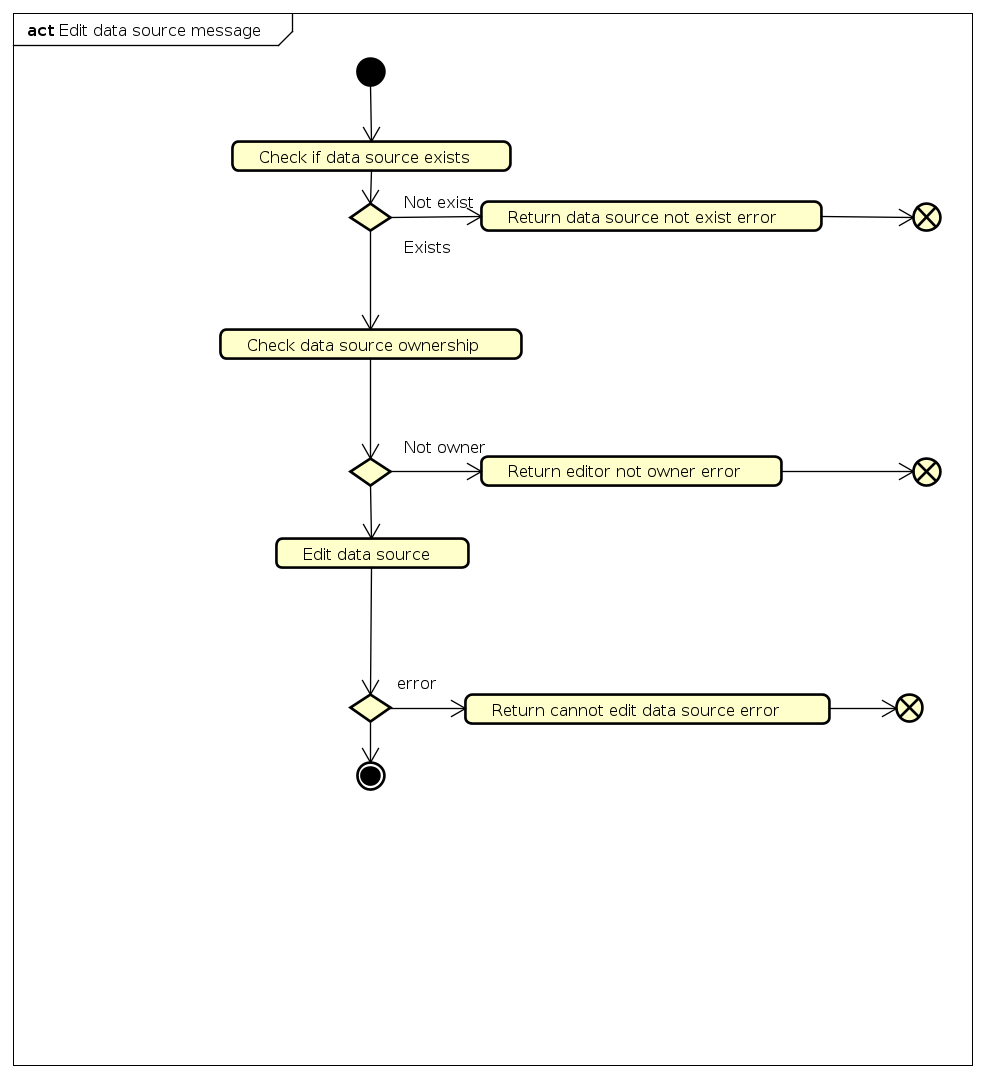 act Edit data source message
Check if data source exists
Not exist
Return data source not exist error
Exists
Check data source ownership
Not owner
Return editor not owner error
Edit data source
error
Return cannot edit data source error